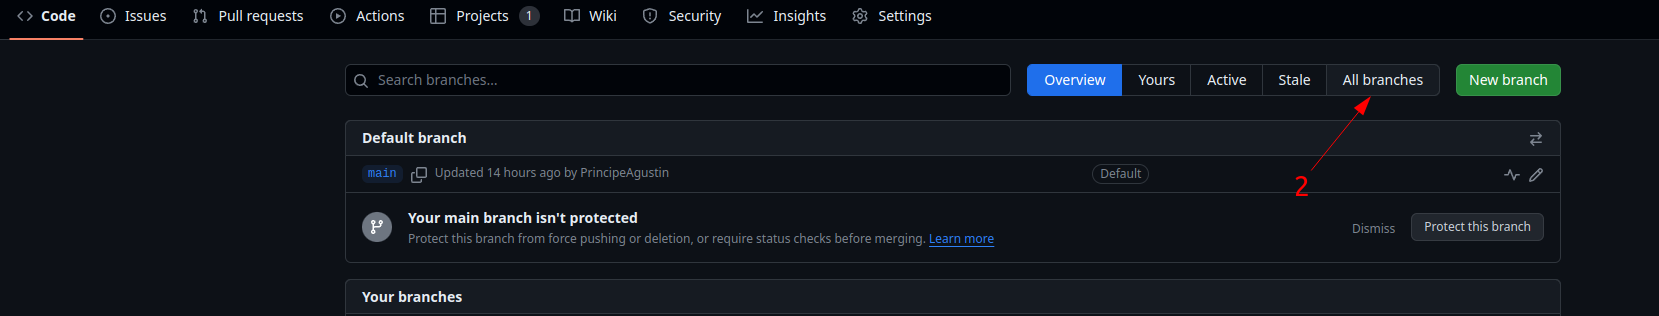 Code Issues Pull requests Actions Projects 1 Wiki Security Insights Settings
Search branches... Overview Yours Active Stale All branches New branch
Default branch
main Updated 14 hours ago by PrincipeAgustin Default
2
Your main branch isn't protected
Protect this branch from force pushing or deletion, or require status checks before merging. Learn more Dismiss Protect this branch
Your branches